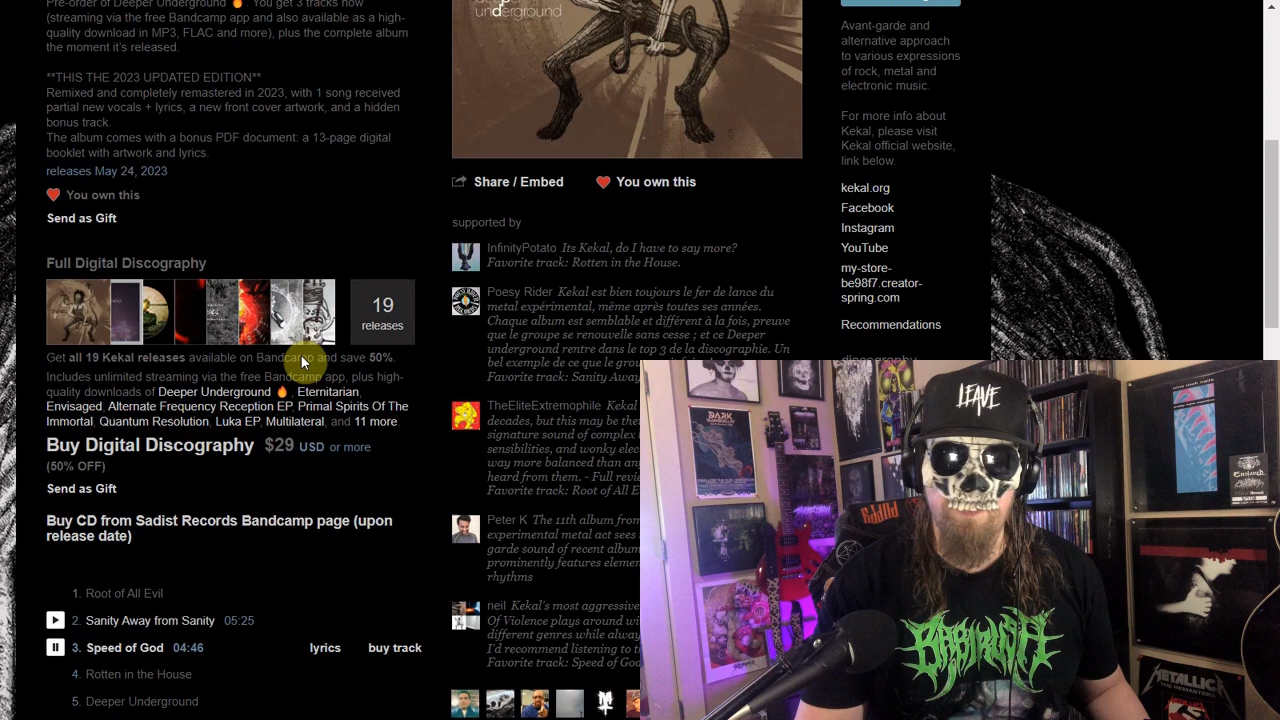 Pre-order of Deeper Underground 🔥. You get 3 tracks now
(streaming via the free Bandcamp app and also available as a high-
quality download in MP3, FLAC and more), plus the complete album
the moment it's released.
**THIS THE 2023 UPDATED EDITION**
Remixed and completely remastered in 2023, with 1 song received
partial new vocals + lyrics, a new front cover artwork, and a hidden
bonus track.
The album comes with a bonus PDF document: a 13-page digital
booklet with artwork and lyrics.
releases May 24, 2023
You own this
Send as Gift
Full Digital Discography
19
releases
Get all 19 Kekal releases available on Bandcamp and save 50%.
Includes unlimited streaming via the free Bandcamp app, plus high-
quality downloads of Deeper Underground 🔥, Eternitarian,
Envisaged, Alternate Frequency Reception EP, Primal Spirits Of The
Immortal, Quantum Resolution, Luka EP, Multilateral, and 11 more.
Buy Digital Discography $29 USD or more
(50% OFF)
Send as Gift
Buy CD from Sadist Records Bandcamp page (upon
release date)
1. Root of All Evil
2. Sanity Away from Sanity 05:25
3. Speed of God 04:46 lyrics buy track
4. Rotten in the House
5. Deeper Underground
underground
Share / Embed You own this
supported by
InfinityPotato Its Kekal, do I have to say more?
Favorite track: Rotten in the House.
Poesy Rider Kekal est bien toujours le fer de lance du
metal expérimental, même après toutes ses années.
Chaque album est semblable et différent à la fois, preuve
que le groupe se renouvelle sans cesse ; et ce Deeper
underground rentre dans le top 3 de la discographie. Un
bel exemple de ce que le grou
Favorite track: Sanity Away
TheEliteExtremophile Kekal
decades, but this may be the
signature sound of complex
sensibilities, and wonky elec
way more balanced than an
heard from them. - Full revi
Favorite track: Root of All E
Peter K The 11th album from
experimental metal act sees
garde sound of recent album
prominently features elemen
rhythms
neil Kekal's most aggressive
Of Violence plays around wi
different genres while alway
I'd recommend listening to t
Favorite track: Speed of God
Avant-garde and
alternative approach
to various expressions
of rock, metal and
electronic music.
For more info about
Kekal, please visit
Kekal official website,
link below.
kekal.org
Facebook
Instagram
YouTube
my-store-
be98f7.creator-
spring.com
Recommendations
discography
LEAVE
DARK
TRANQUILLITY
BABIRUSA
METALLICA